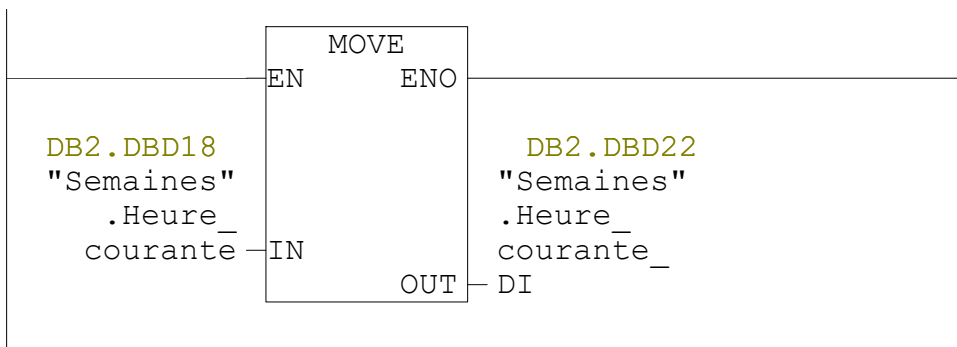 MOVE
EN ENO
DB2.DBD18 DB2.DBD22
"Semaines" "Semaines"
.Heure_ .Heure_
courante IN courante_
OUT DI